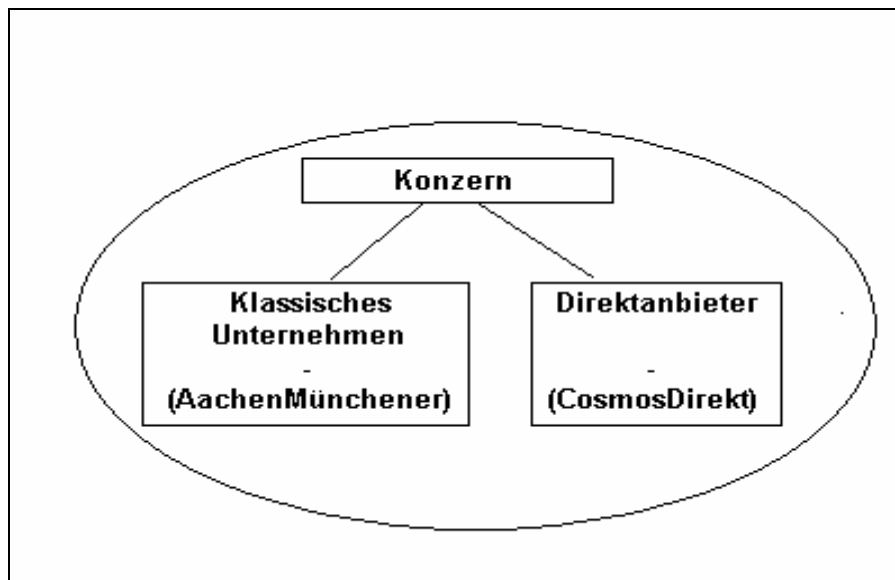 Konzern
Klassisches
Unternehmen
-
(AachenMünchener)
Direktanbieter
-
(CosmosDirekt)